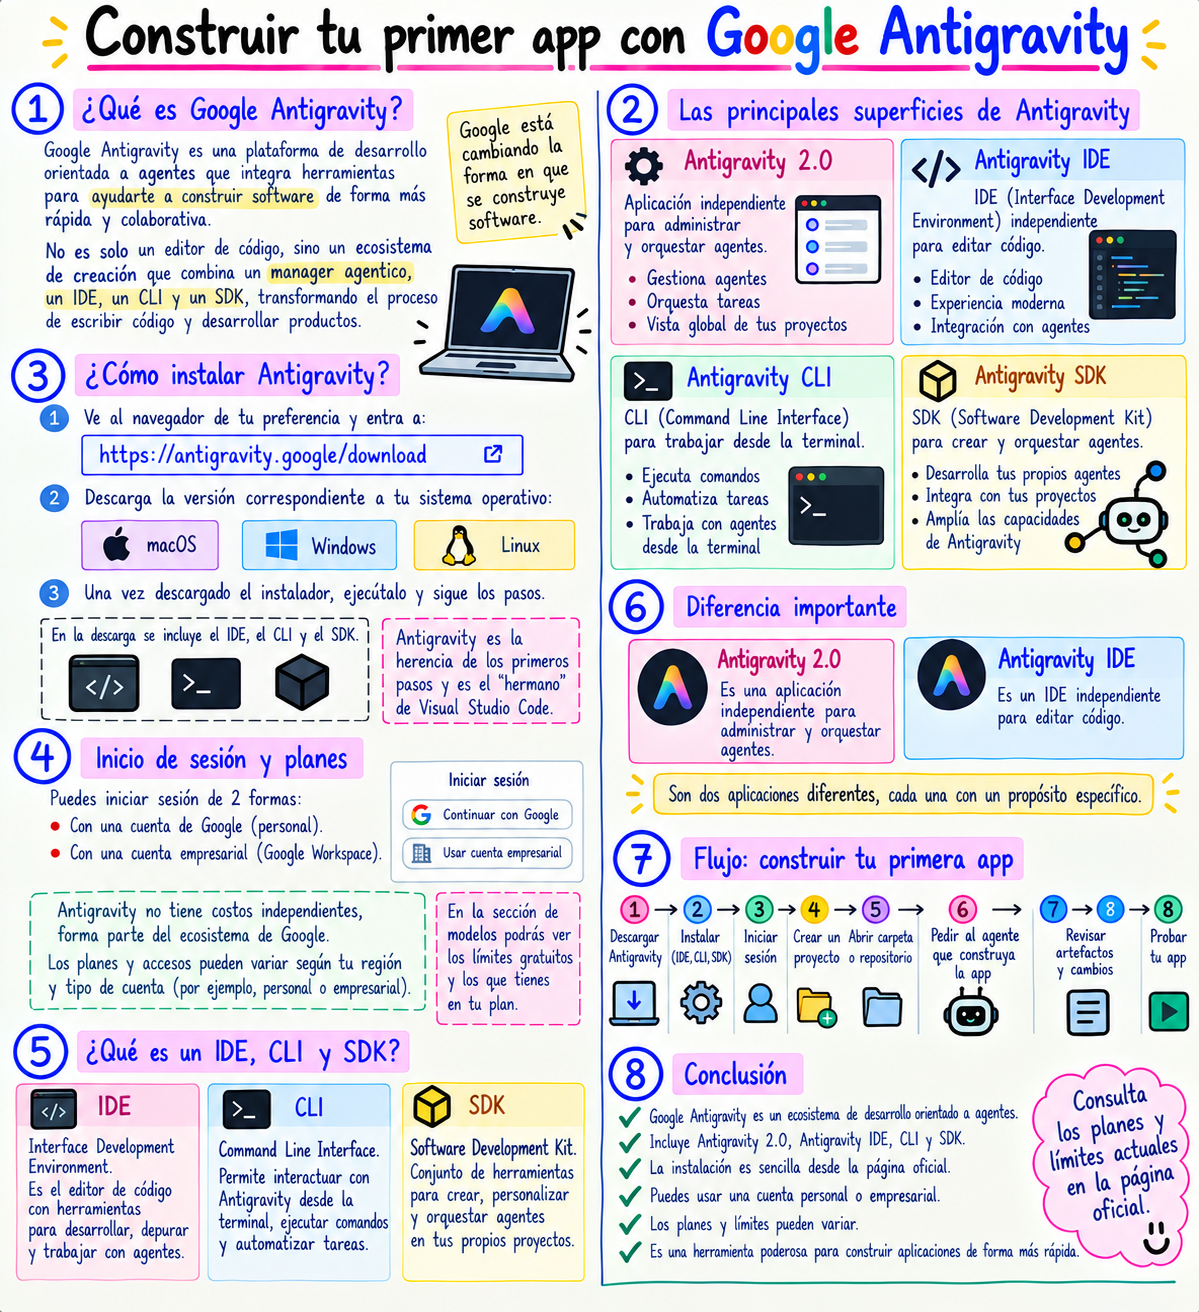 Construir tu primer app con Google Antigravity
1 ¿Qué es Google Antigravity?
Google Antigravity es una plataforma de desarrollo
orientada a agentes que integra herramientas
para ayudarte a construir software de forma más
rápida y colaborativa.
No es solo un editor de código, sino un ecosistema
de creación que combina un manager agentico,
un IDE, un CLI y un SDK, transformando el proceso
de escribir código y desarrollar productos.
Google está
cambiando la
forma en que
se construye
software.
2 Las principales superficies de Antigravity
Antigravity 2.0
Aplicación independiente
para administrar
y orquestar agentes.
• Gestiona agentes
• Orquesta tareas
• Vista global de tus proyectos
</> Antigravity IDE
IDE (Interface Development
Environment) independiente
para editar código.
• Editor de código
• Experiencia moderna
• Integración con agentes
>_ Antigravity CLI
CLI (Command Line Interface)
para trabajar desde la terminal.
• Ejecuta comandos
• Automatiza tareas
• Trabaja con agentes
desde la terminal
>_
Antigravity SDK
SDK (Software Development Kit)
para crear y orquestar agentes.
• Desarrolla tus propios agentes
• Integra con tus proyectos
• Amplía las capacidades
de Antigravity
3 ¿Cómo instalar Antigravity?
1 Ve al navegador de tu preferencia y entra a:
https://antigravity.google/download
2 Descarga la versión correspondiente a tu sistema operativo:
macOS
Windows
Linux
3 Una vez descargado el instalador, ejecútalo y sigue los pasos.
En la descarga se incluye el IDE, el CLI y el SDK.
</> >_
Antigravity es la
herencia de los primeros
pasos y es el “hermano”
de Visual Studio Code.
4 Inicio de sesión y planes
Puedes iniciar sesión de 2 formas:
• Con una cuenta de Google (personal).
• Con una cuenta empresarial (Google Workspace).
Iniciar sesión
G Continuar con Google
Usar cuenta empresarial
Antigravity no tiene costos independientes,
forma parte del ecosistema de Google.
Los planes y accesos pueden variar según tu región
y tipo de cuenta (por ejemplo, personal o empresarial).
En la sección de
modelos podrás ver
los límites gratuitos
y los que tienes
en tu plan.
5 ¿Qué es un IDE, CLI y SDK?
</> IDE
Interface Development
Environment.
Es el editor de código
con herramientas
para desarrollar, depurar
y trabajar con agentes.
>_ CLI
Command Line Interface.
Permite interactuar con
Antigravity desde la
terminal, ejecutar comandos
y automatizar tareas.
SDK
Software Development Kit.
Conjunto de herramientas
para crear, personalizar
y orquestar agentes
en tus propios proyectos.
6 Diferencia importante
Antigravity 2.0
Es una aplicación
independiente para
administrar y orquestar
agentes.
Antigravity IDE
Es un IDE independiente
para editar código.
Son dos aplicaciones diferentes, cada una con un propósito específico.
7 Flujo: construir tu primera app
1 → 2 → 3 → 4 → 5 → 6 → 7 → 8 → 8
Descargar
Antigravity
Instalar
(IDE, CLI, SDK)
Iniciar
sesión
Crear un
proyecto
Abrir carpeta
o repositorio
Pedir al agente
que construya
la app
Revisar
artefactos
y cambios
Probar
tu app
8 Conclusión
✓ Google Antigravity es un ecosistema de desarrollo orientado a agentes.
✓ Incluye Antigravity 2.0, Antigravity IDE, CLI y SDK.
✓ La instalación es sencilla desde la página oficial.
✓ Puedes usar una cuenta personal o empresarial.
✓ Los planes y límites pueden variar.
✓ Es una herramienta poderosa para construir aplicaciones de forma más rápida.
Consulta
los planes y
límites actuales
en la página
oficial.